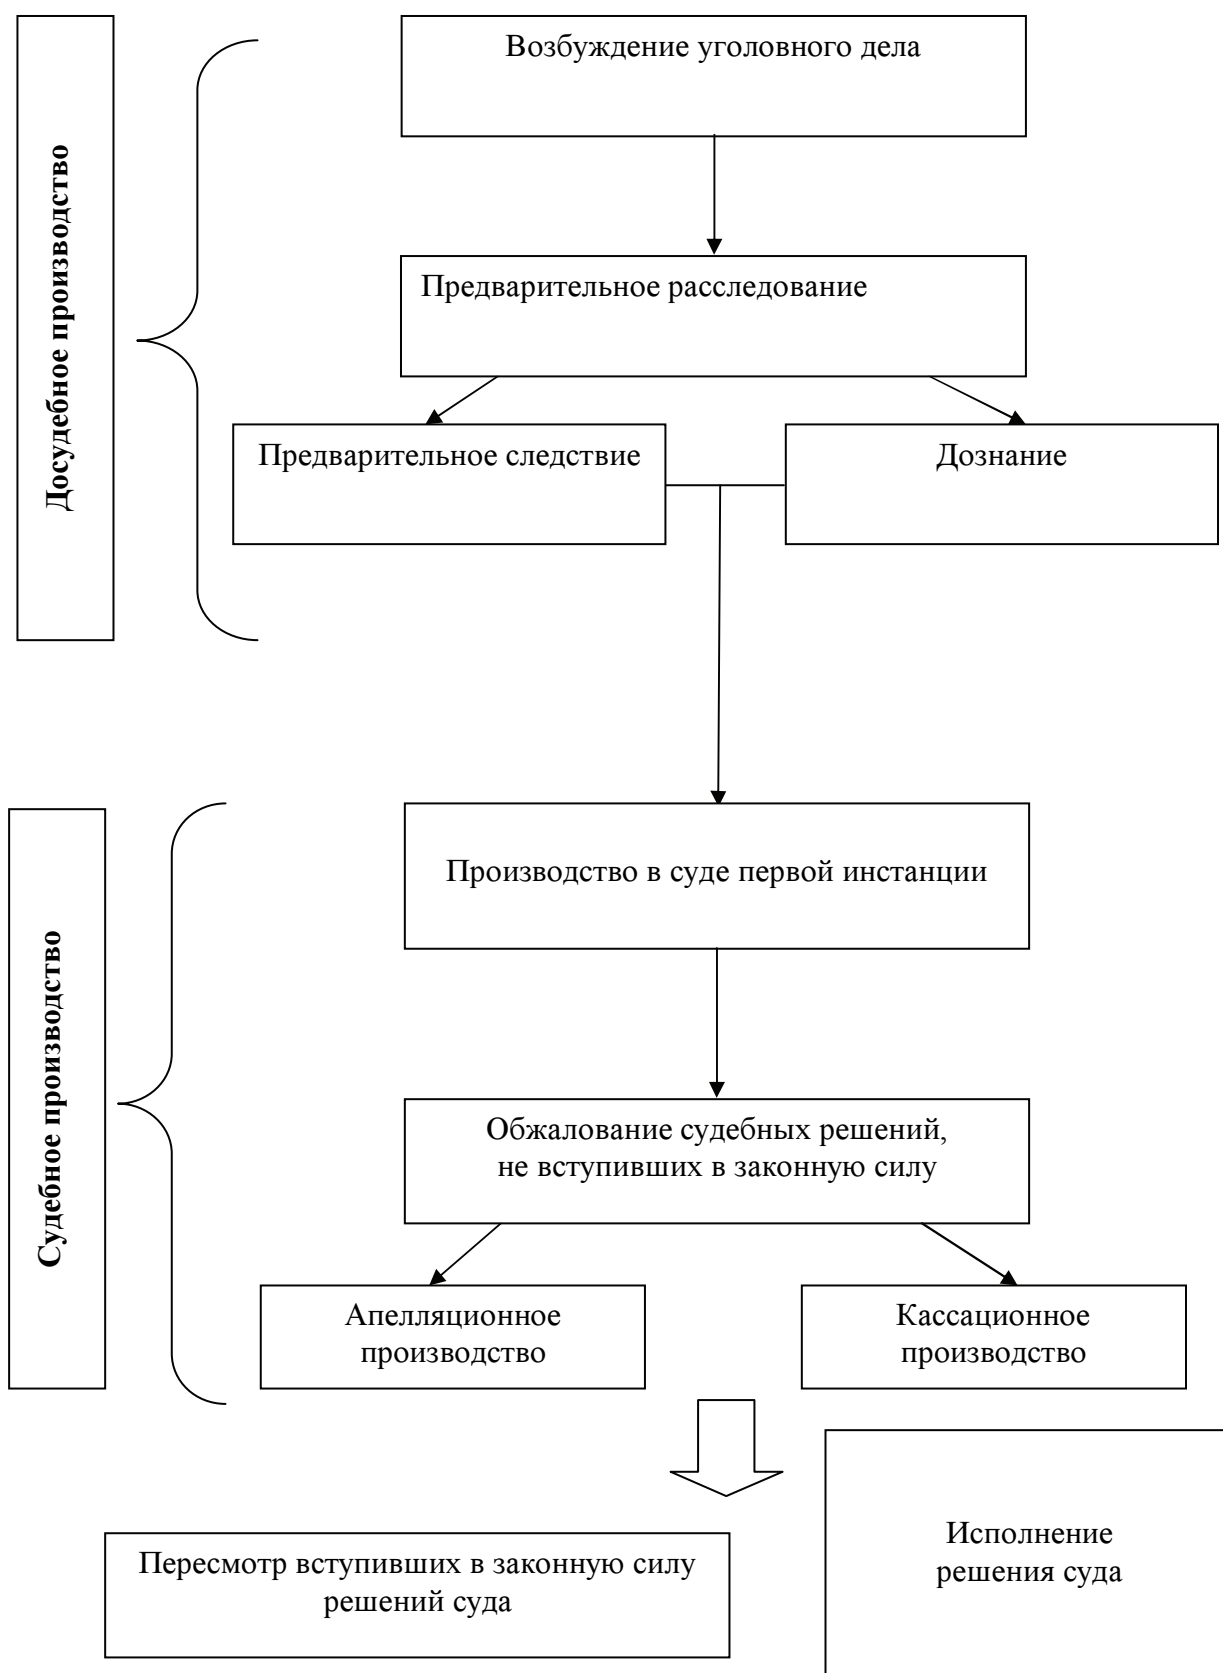 Досудебное производство
Возбуждение уголовного дела
Предварительное расследование
Предварительное следствие
Дознание
Судебное производство
Производство в суде первой инстанции
Обжалование судебных решений,
не вступивших в законную силу
Апелляционное
производство
Кассационное
производство
Пересмотр вступивших в законную силу
решений суда
Исполнение
решения суда